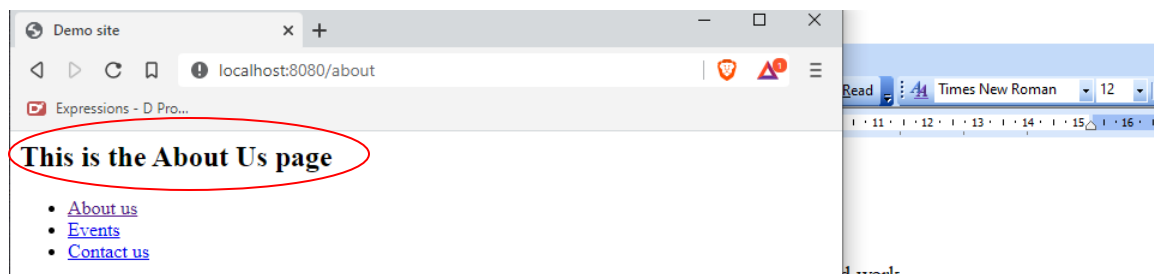 Demo site
localhost:8080/about
1
Expressions - D Pro...
This is the About Us page
About us
Events
Contact us
Read
Times New Roman
12
11 12 13 14 15 16
work